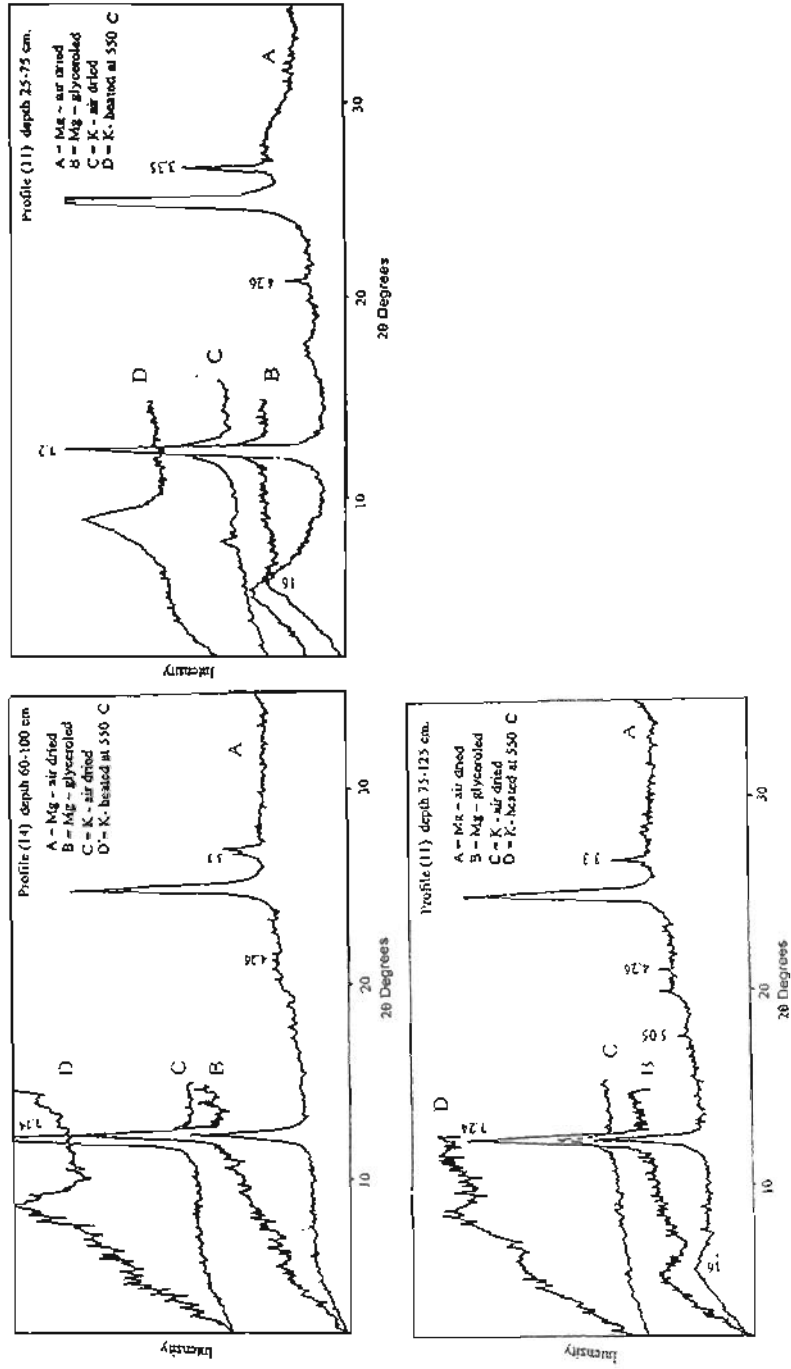 Profile (14) depth 60-100 cm
A = Mg - air dried
B = Mg - glyceroled
C = K - air dried
D = K- heated at 550 C
D
C
B
A
7.24
4.26
3.3
10
20
30
2θ Degrees
Intensity
Profile (11) depth 25-75 cm.
A = Mg - air dried
B = Mg - glyceroled
C = K - air dried
D = K- heated at 550 C
D
C
B
A
7.2
16
4.26
3.35
10
20
30
2θ Degrees
Intensity
Profile (11) depth 75-125 cm.
A = Mg - air dried
B = Mg - glyceroled
C = K - air dried
D = K- heated at 550 C
D
C
B
A
7.24
16
5.05
4.26
3.3
10
20
30
2θ Degrees
Intensity